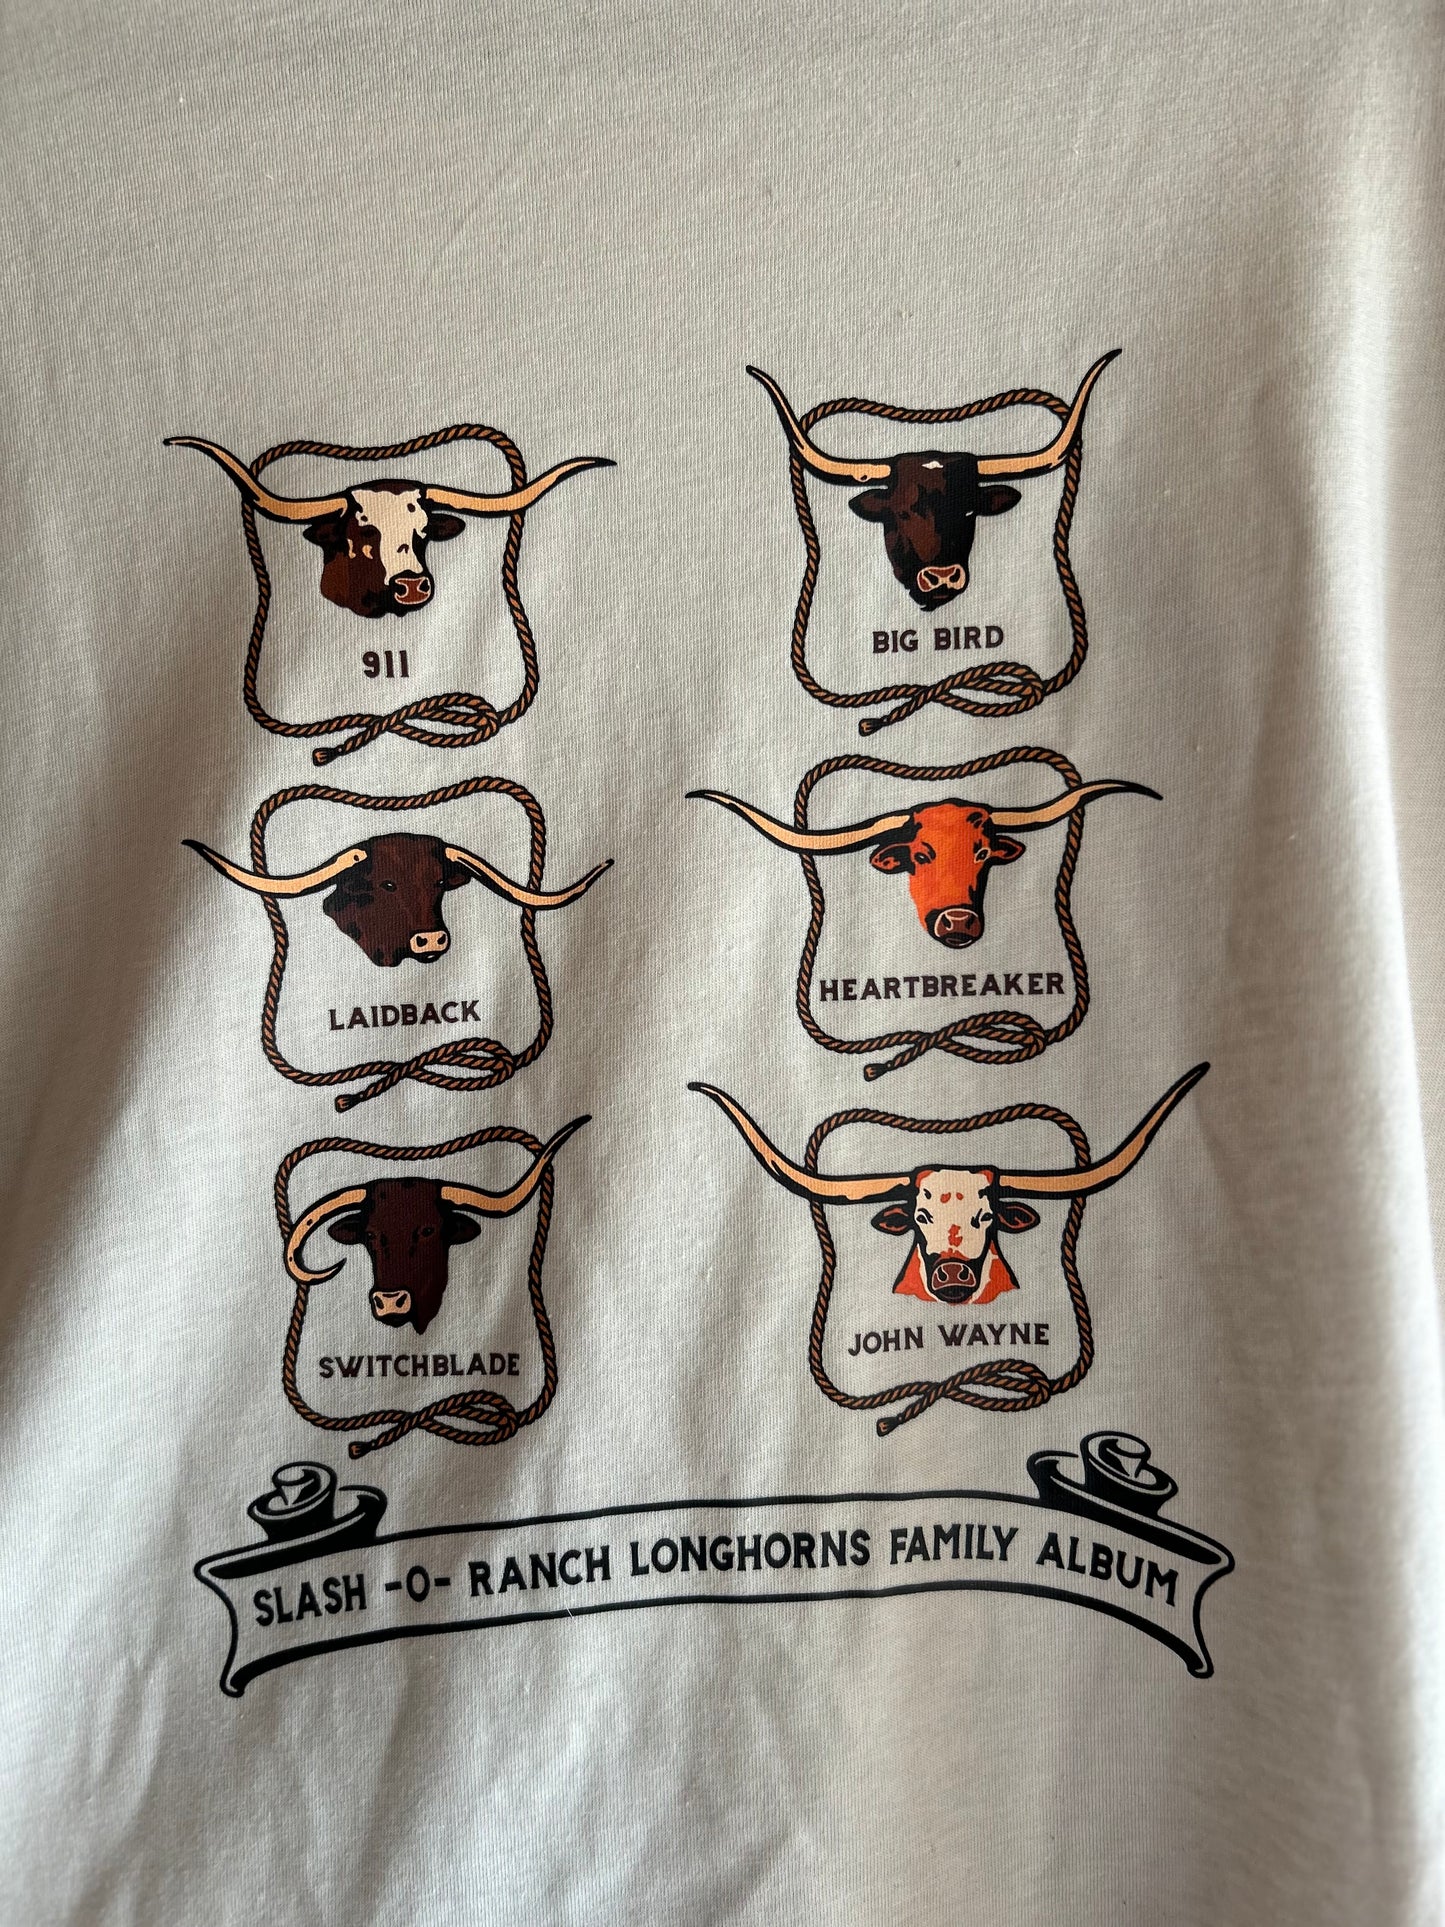 911
BIG BIRD
LAIDBACK
HEARTBREAKER
SWITCHBLADE
JOHN WAYNE
SLASH -O- RANCH LONGHORNS FAMILY ALBUM